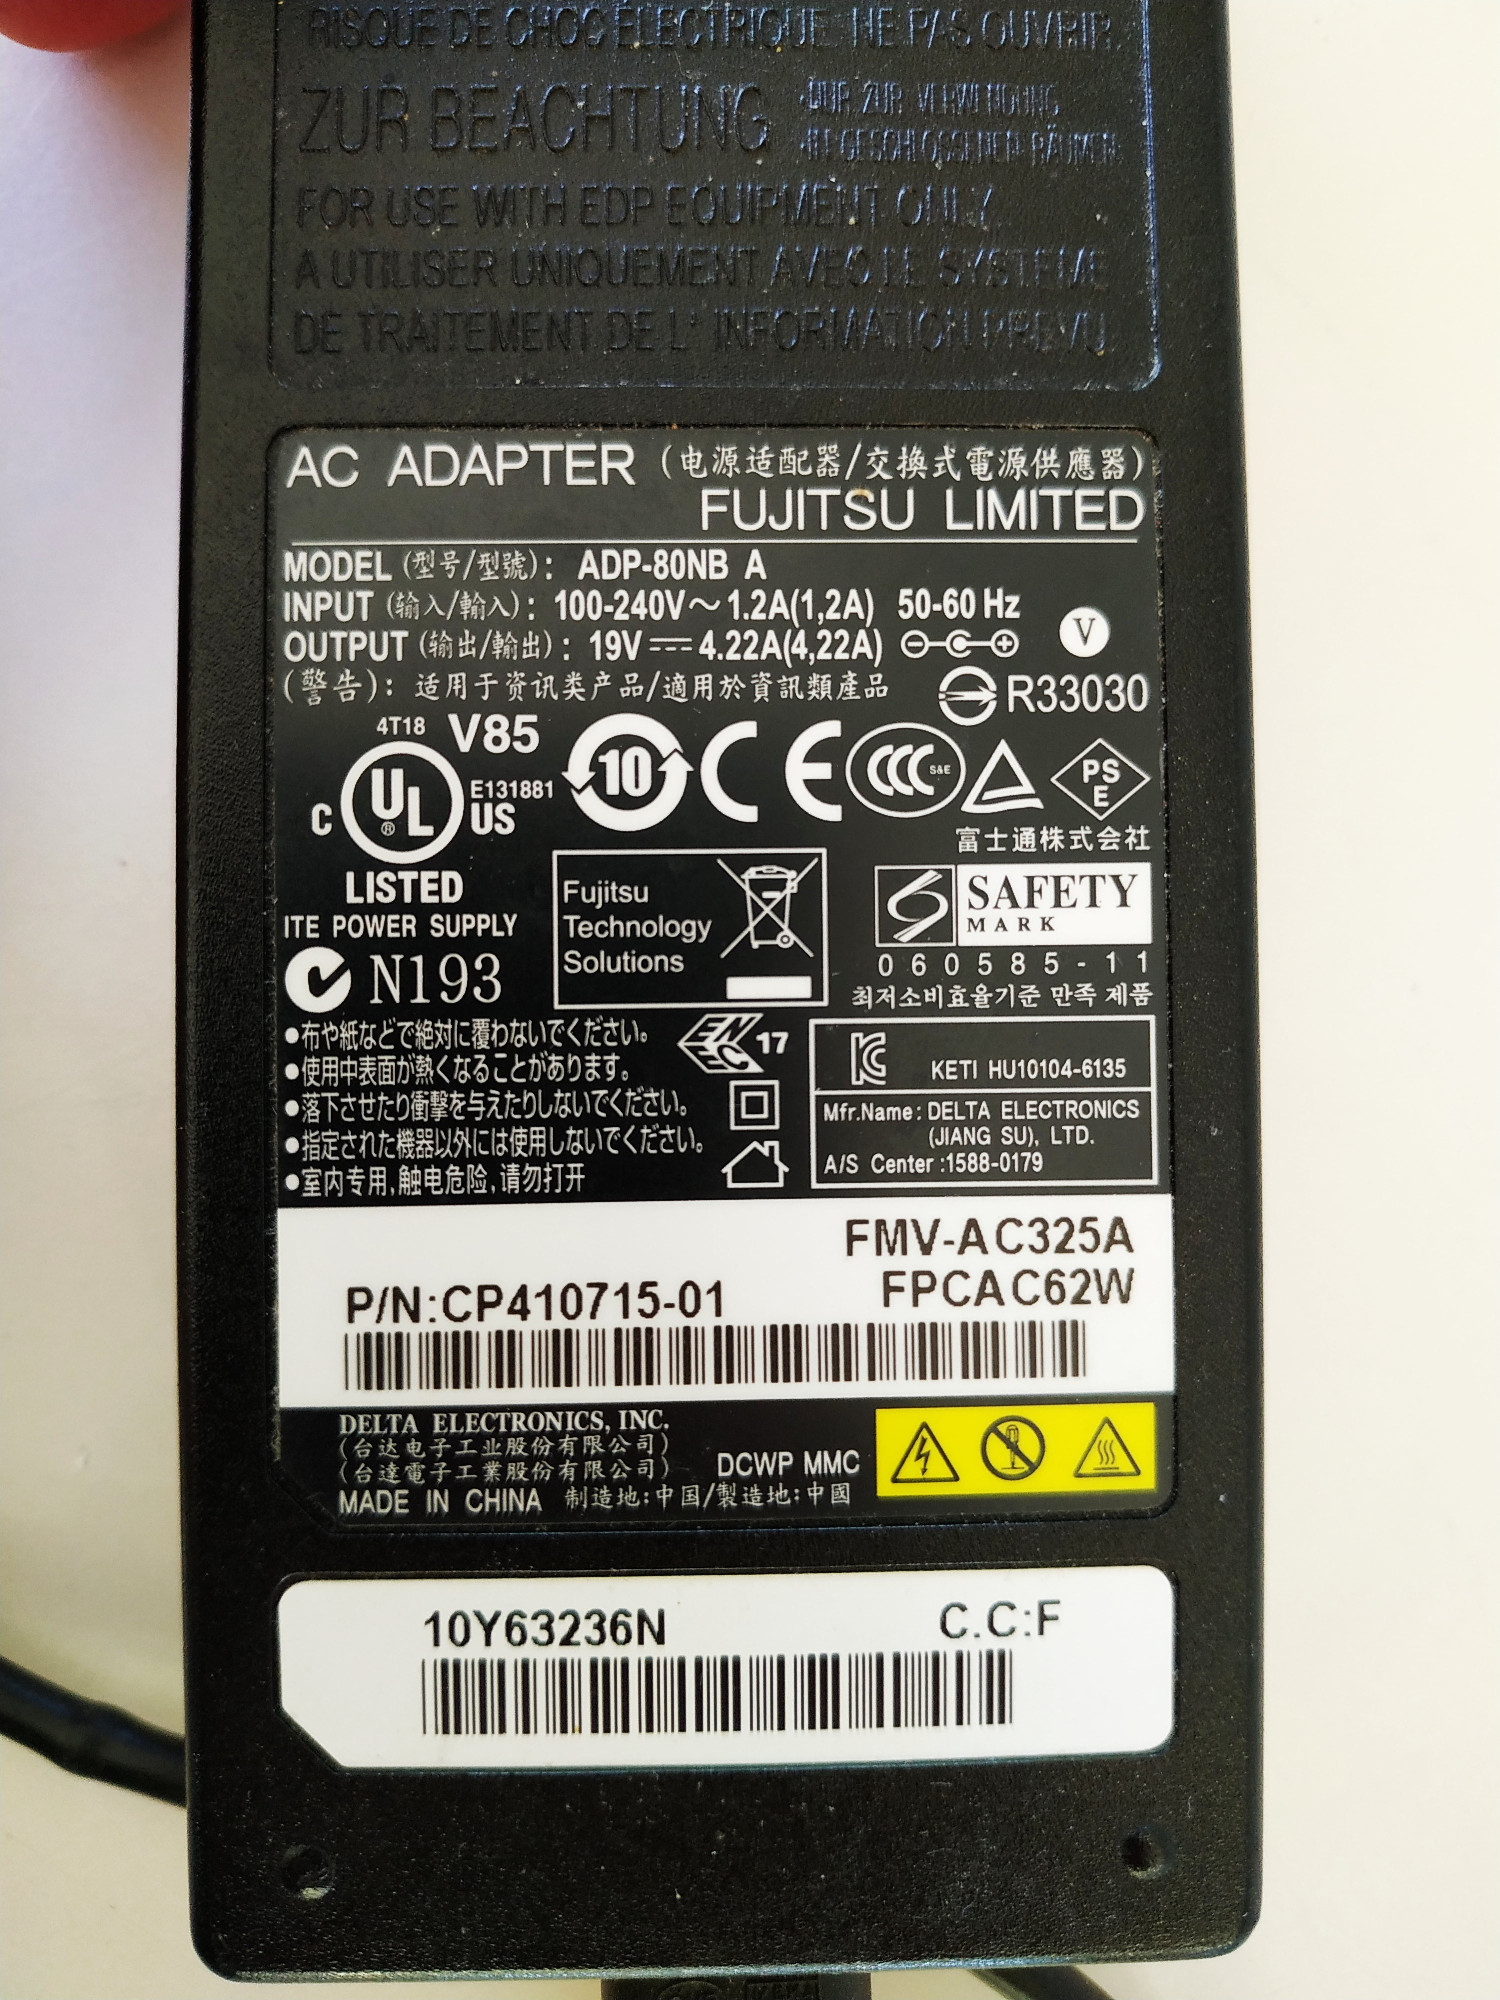 RISQUE DE CHOC ELECTRIQUE. NE PAS OUVRIR.
ZUR BEACHTUNG
NUR ZUR VERWENDUNG
IN GESCHLOSSENEN RÄUMEN.
FOR USE WITH EDP EQUIPMENT ONLY.
A UTILISER UNIQUEMENT AVEC LE SYSTEME
DE TRAITEMENT DE L' INFORMATION PREVU.
AC ADAPTER (电源适配器/交換式電源供應器)
FUJITSU LIMITED
MODEL (型号/型號): ADP-80NB A
INPUT (输入/輸入): 100-240V～1.2A(1,2A) 50-60 Hz
OUTPUT (输出/輸出): 19V 4.22A(4,22A)
V
(警告): 适用于资讯类产品/適用於資訊類產品
R33030
4T18 V85
C UL ® E131881 US
LISTED
ITE POWER SUPPLY
10
CE
CCC S&E
PS
E
富士通株式会社
Fujitsu
Technology
Solutions
SAFETY
MARK
060585-11
최저소비효율기준 만족 제품
N193
•布や紙などで絶対に覆わないでください。
•使用中表面が熱くなることがあります。
•落下させたり衝撃を与えたりしないでください。
•指定された機器以外には使用しないでください。
•室内专用,触电危险,请勿打开
ENEC 17
KC KETI HU10104-6135
Mfr.Name: DELTA ELECTRONICS
(JIANG SU), LTD.
A/S Center :1588-0179
FMV-AC325A
FPCAC62W
P/N:CP410715-01
DELTA ELECTRONICS, INC.
(台达电子工业股份有限公司)
(台達電子工業股份有限公司)
DCWP MMC
MADE IN CHINA 制造地:中国/製造地:中國
10Y63236N C.C:F